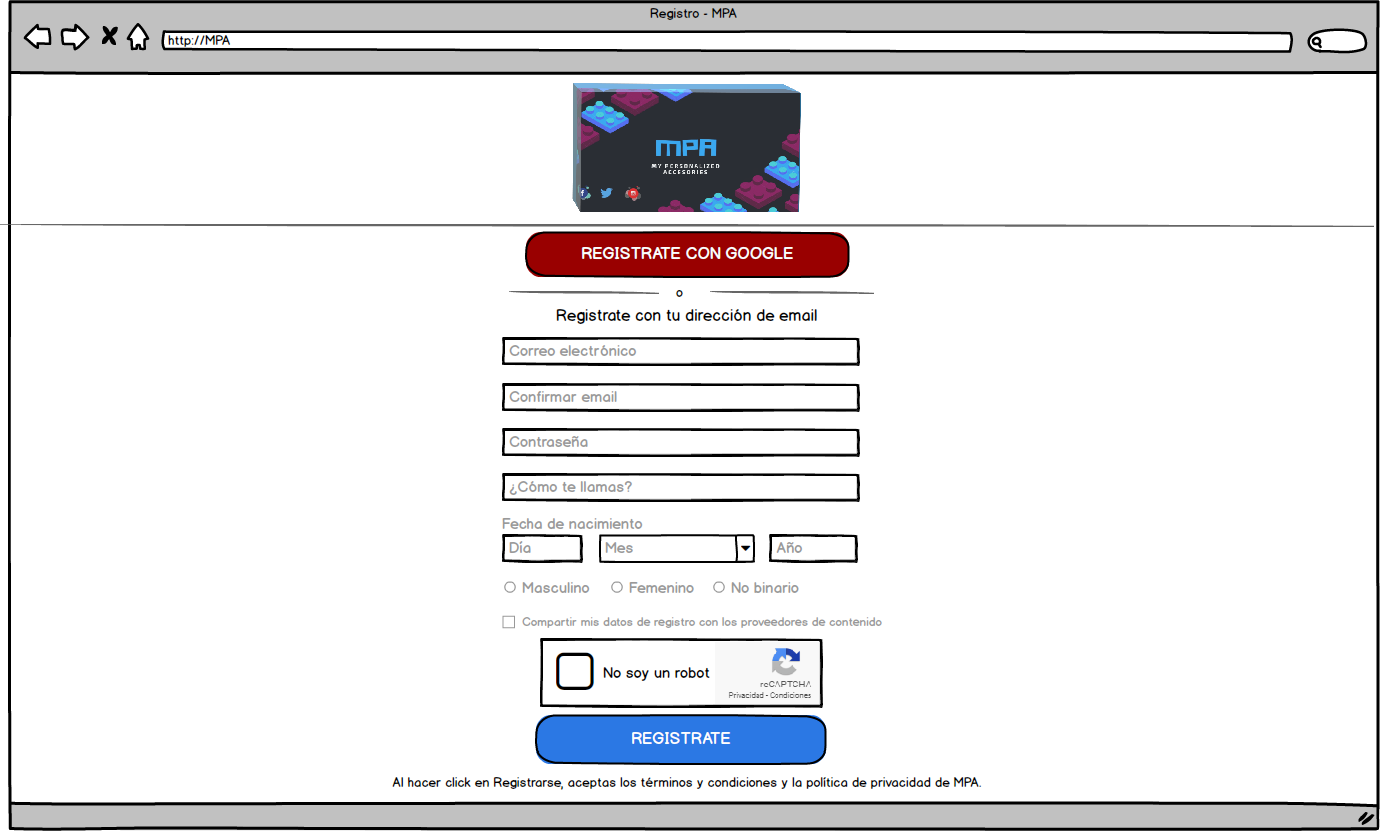 Registro - MPA
http://MPA
MPA
MY PERSONALIZED
ACCESORIES
REGISTRATE CON GOOGLE
o
Registrate con tu dirección de email
Correo electrónico
Confirmar email
Contraseña
¿Cómo te llamas?
Fecha de nacimiento
Día Mes Año
Masculino Femenino No binario
Compartir mis datos de registro con los proveedores de contenido
No soy un robot
reCAPTCHA
Privacidad - Condiciones
REGISTRATE
Al hacer click en Registrarse, aceptas los términos y condiciones y la política de privacidad de MPA.